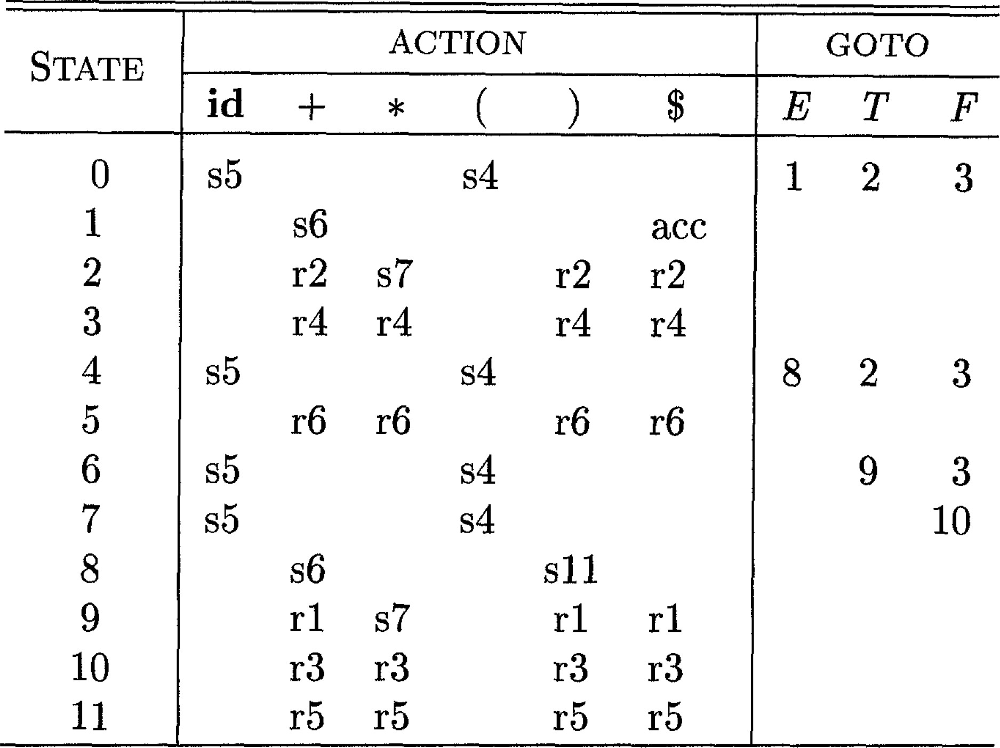 STATE ACTION GOTO
id + * ( ) $ E T F
0 s5 s4 1 2 3
1 s6 acc
2 r2 s7 r2 r2
3 r4 r4 r4 r4
4 s5 s4 8 2 3
5 r6 r6 r6 r6
6 s5 s4 9 3
7 s5 s4 10
8 s6 s11
9 r1 s7 r1 r1
10 r3 r3 r3 r3
11 r5 r5 r5 r5